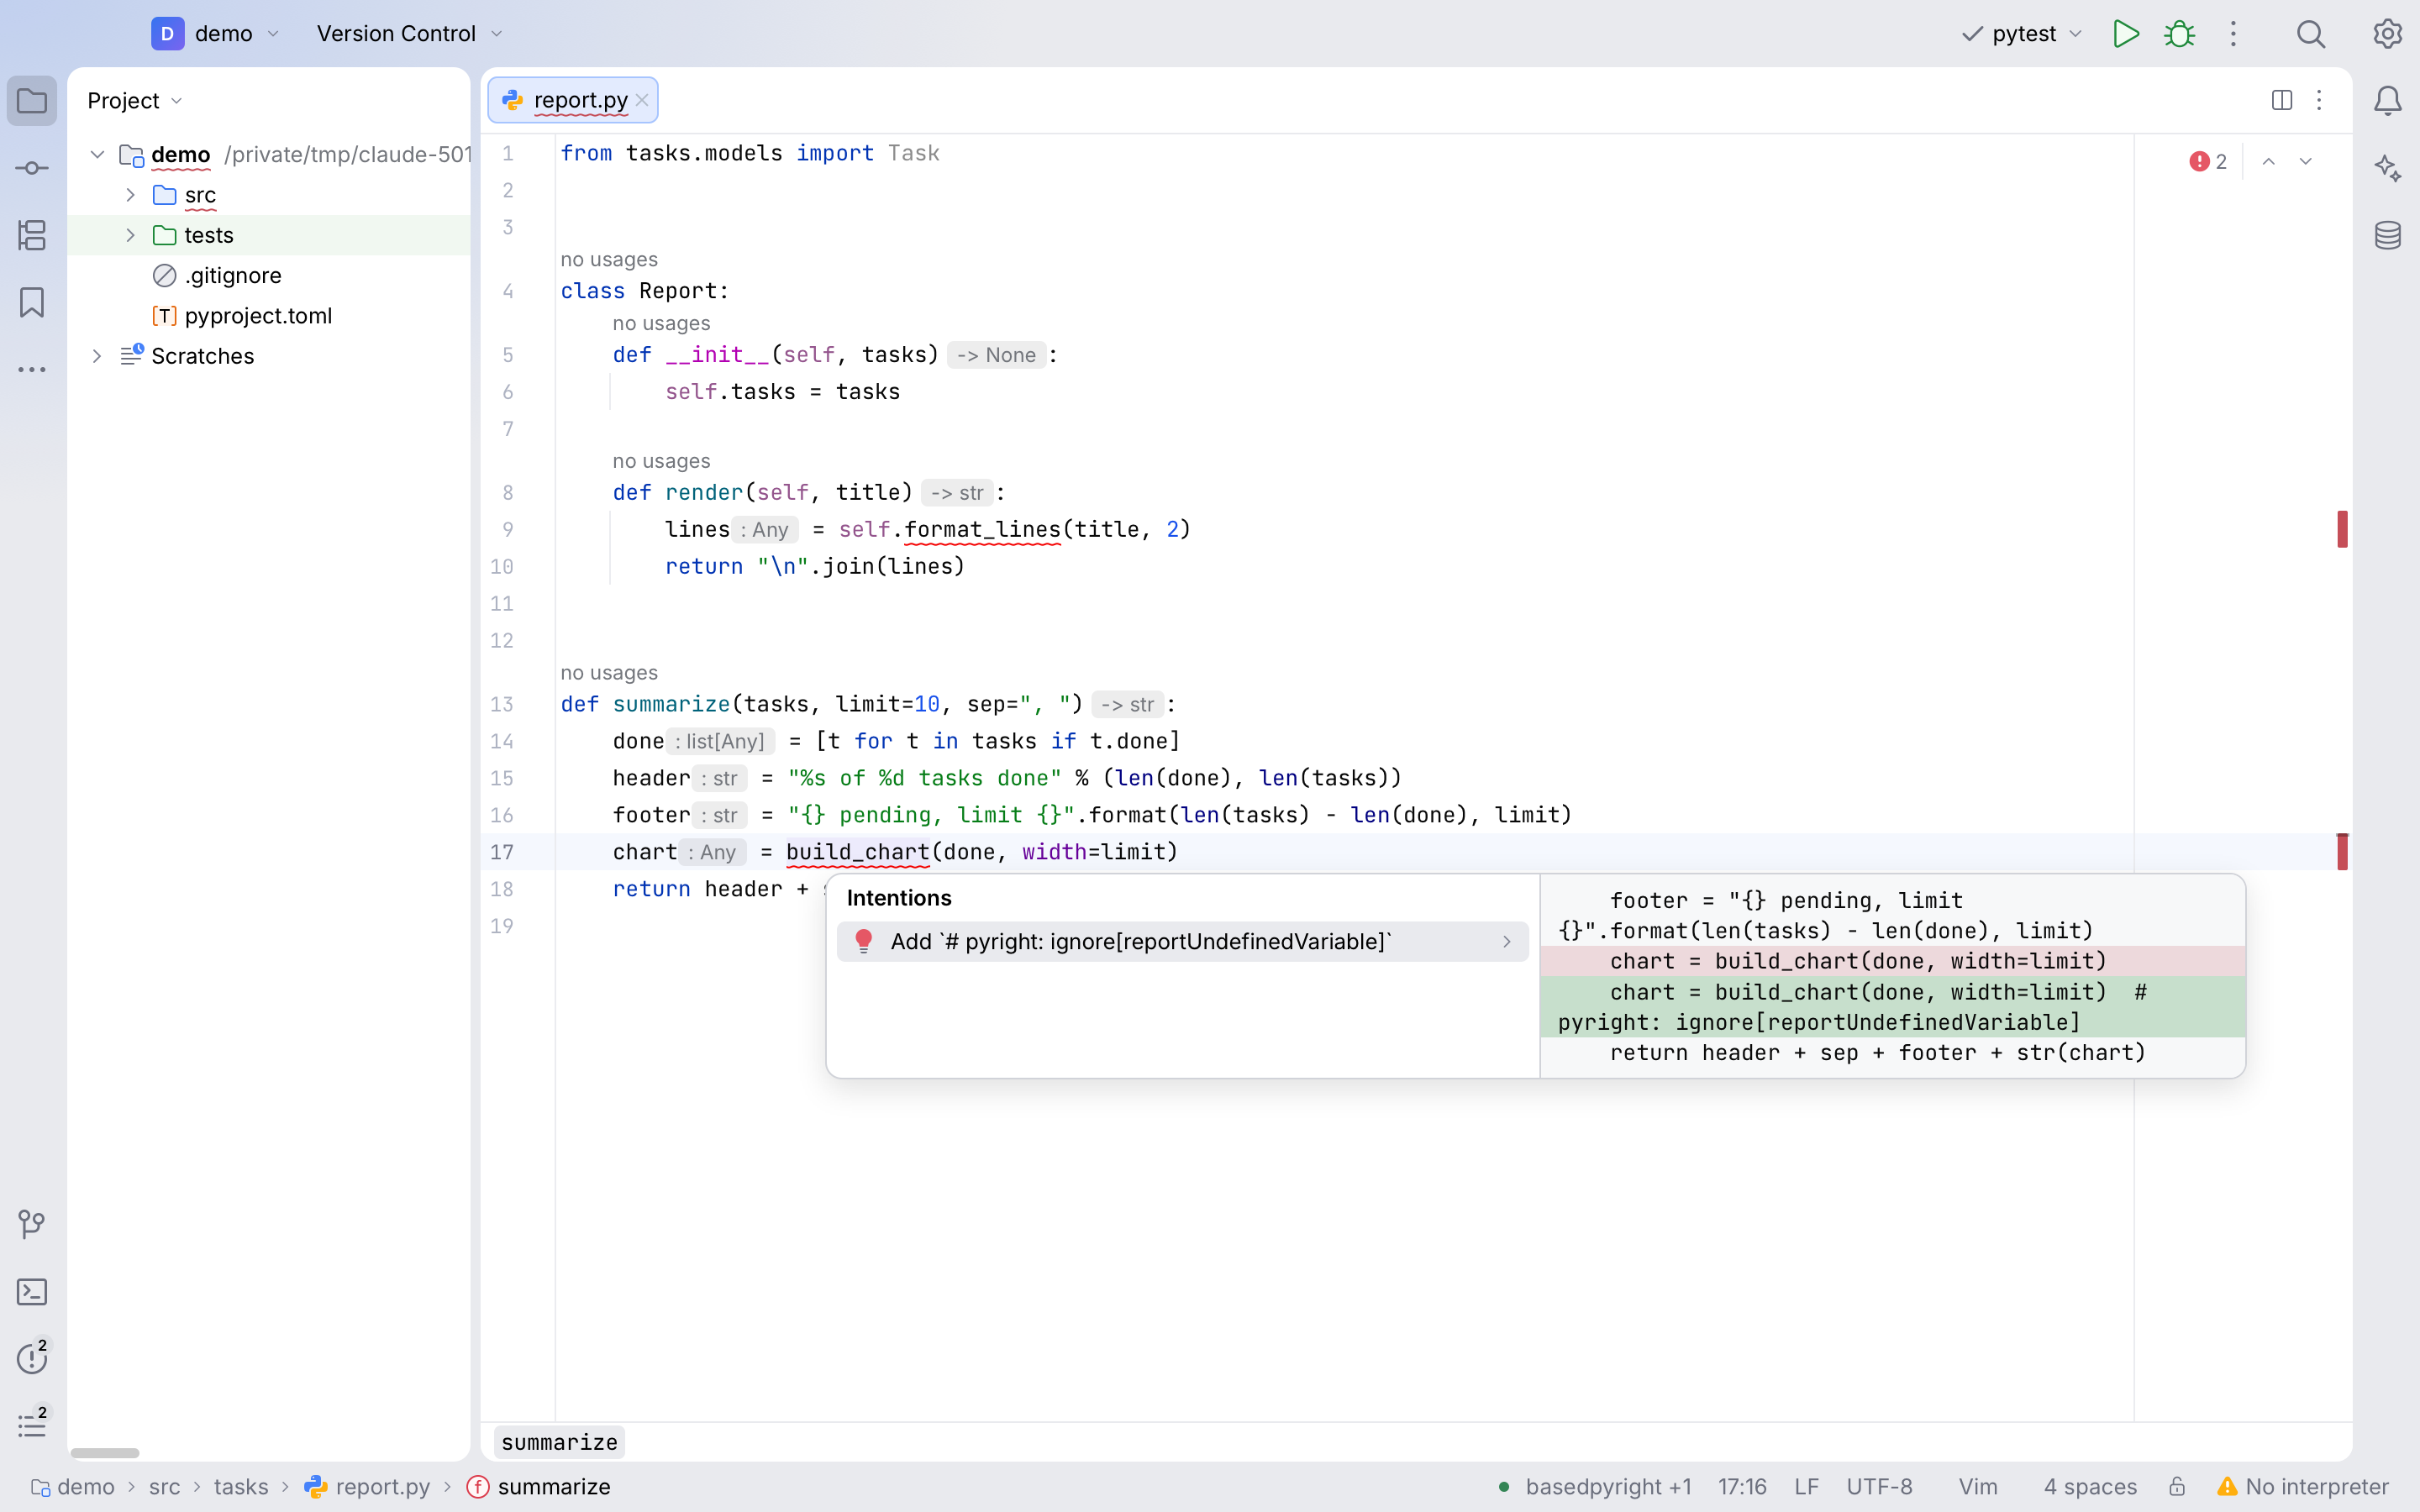 D demo Version Control pytest
Project
report.py
demo /private/tmp/claude-501
src
tests
.gitignore
[T] pyproject.toml
Scratches
2
1 from tasks.models import Task
2
3
no usages
4 class Report:
no usages
5 def __init__(self, tasks) -> None :
6 self.tasks = tasks
7
no usages
8 def render(self, title) -> str :
9 lines : Any = self.format_lines(title, 2)
10 return "\n".join(lines)
11
12
no usages
13 def summarize(tasks, limit=10, sep=", ") -> str :
14 done : list[Any] = [t for t in tasks if t.done]
15 header : str = "%s of %d tasks done" % (len(done), len(tasks))
16 footer : str = "{} pending, limit {}".format(len(tasks) - len(done), limit)
17 chart : Any = build_chart(done, width=limit)
18 return header +
19
Intentions
Add `# pyright: ignore[reportUndefinedVariable]`
footer = "{} pending, limit
{}".format(len(tasks) - len(done), limit)
chart = build_chart(done, width=limit)
chart = build_chart(done, width=limit) #
pyright: ignore[reportUndefinedVariable]
return header + sep + footer + str(chart)
2
2
summarize
demo src tasks report.py f summarize
basedpyright +1 17:16 LF UTF-8 Vim 4 spaces No interpreter